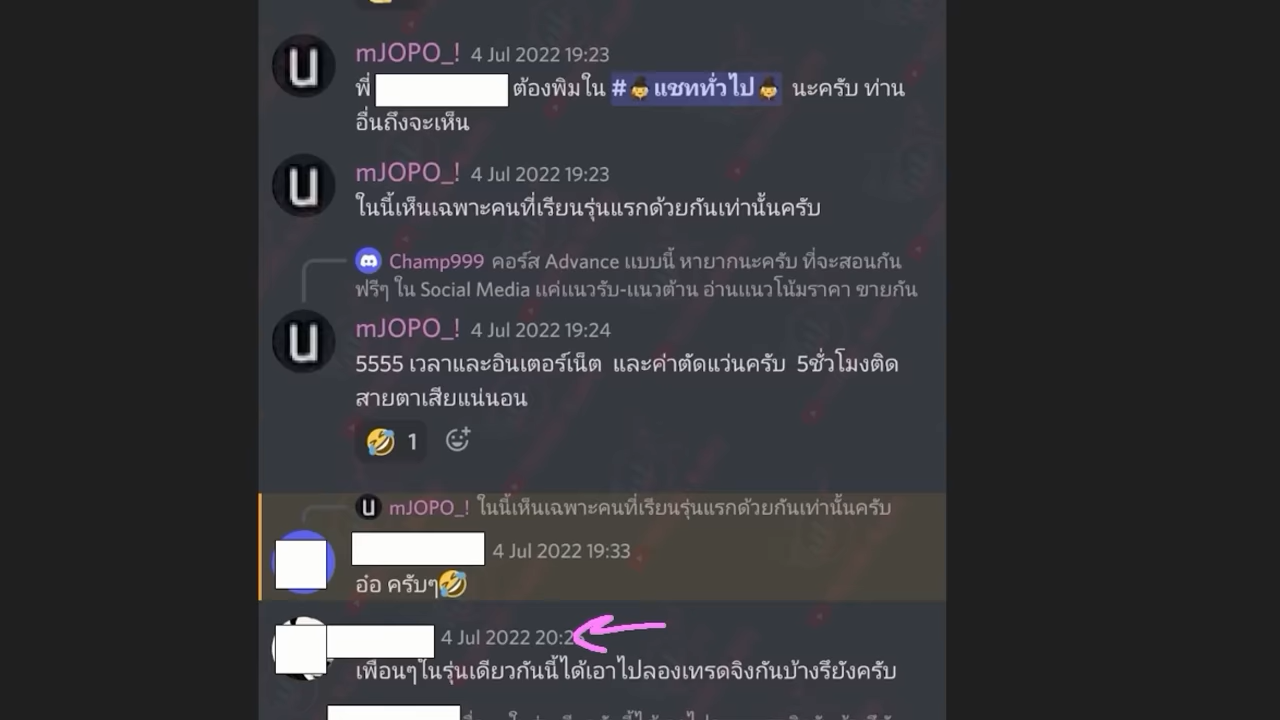 mJOPO_! 4 Jul 2022 19:23
พี่ ต้องพิมใน #🤠แชททั่วไป🤠 นะครับ ท่าน
อื่นถึงจะเห็น
mJOPO_! 4 Jul 2022 19:23
ในนี้เห็นเฉพาะคนที่เรียนรุ่นแรกด้วยกันเท่านั้นครับ
Champ999 คอร์ส Advance แบบนี้ หายากนะครับ ที่จะสอนกัน
ฟรีๆ ใน Social Media แค่แนวรับ-แนวต้าน อ่านแนวโน้มราคา ขายกัน
mJOPO_! 4 Jul 2022 19:24
5555 เวลาและอินเตอร์เน็ต และค่าตัดแว่นครับ 5ชั่วโมงติด
สายตาเสียแน่นอน
🤣 1
mJOPO_! ในนี้เห็นเฉพาะคนที่เรียนรุ่นแรกด้วยกันเท่านั้นครับ
4 Jul 2022 19:33
อ๋อ ครับๆ🤣
4 Jul 2022
เพื่อนๆในรุ่นเดียวกันนี้ได้เอาไปลองเทรดจิงกันบ้างรึยังครับ